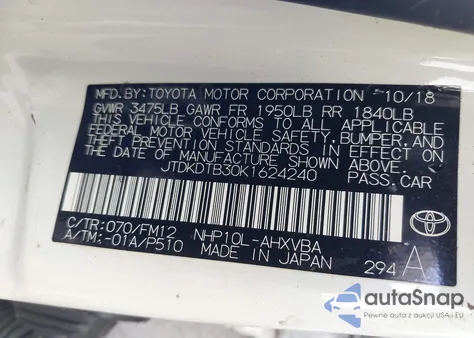 MFD.BY:TOYOTA MOTOR CORPORATION 10/18
GVWR 3475LB GAWR FR 1950LB RR 1840LB
THIS VEHICLE CONFORMS TO ALL APPLICABLE
FEDERAL MOTOR VEHICLE SAFETY,BUMPER,AND
THEFT PREVENTION STANDARDS IN EFFECT ON
THE DATE OF MANUFACTURE SHOWN ABOVE.
JTDKDTB30K1624240 PASS.CAR
C/TR:070/FM12 NHP10L-AHXVBA
A/TM:-01A/P510 MADE IN JAPAN
TOYOTA
294 A
autoSnap
Pewne auta z aukcji USA i EU